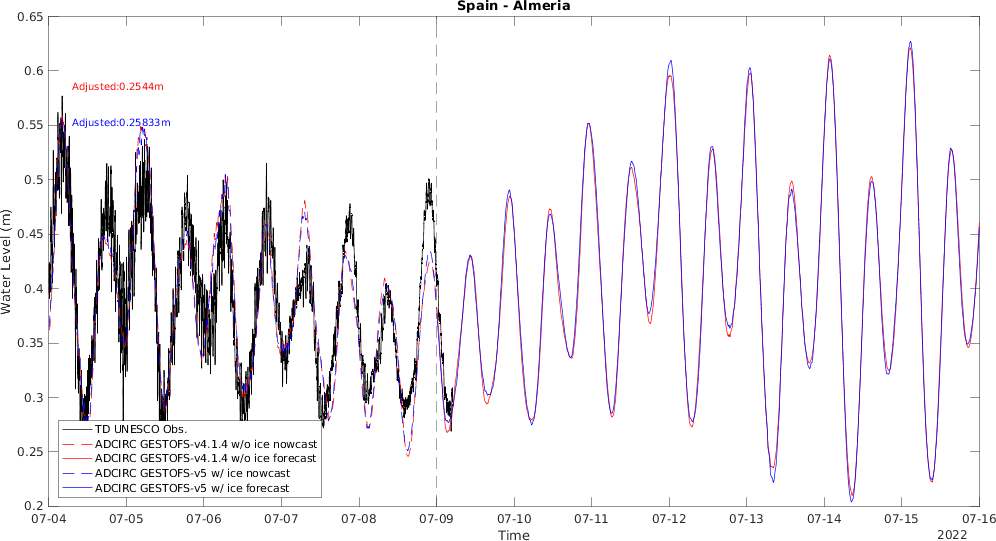 Spain - Almeria
0.65
0.6
0.55
0.5
0.45
0.4
0.35
0.3
0.25
0.2
Water Level (m)
Adjusted:0.2544m
Adjusted:0.25833m
TD UNESCO Obs.
ADCIRC GESTOFS-v4.1.4 w/o ice nowcast
ADCIRC GESTOFS-v4.1.4 w/o ice forecast
ADCIRC GESTOFS-v5 w/ ice nowcast
ADCIRC GESTOFS-v5 w/ ice forecast
07-04 07-05 07-06 07-07 07-08 07-09 07-10 07-11 07-12 07-13 07-14 07-15 07-16
Time
2022